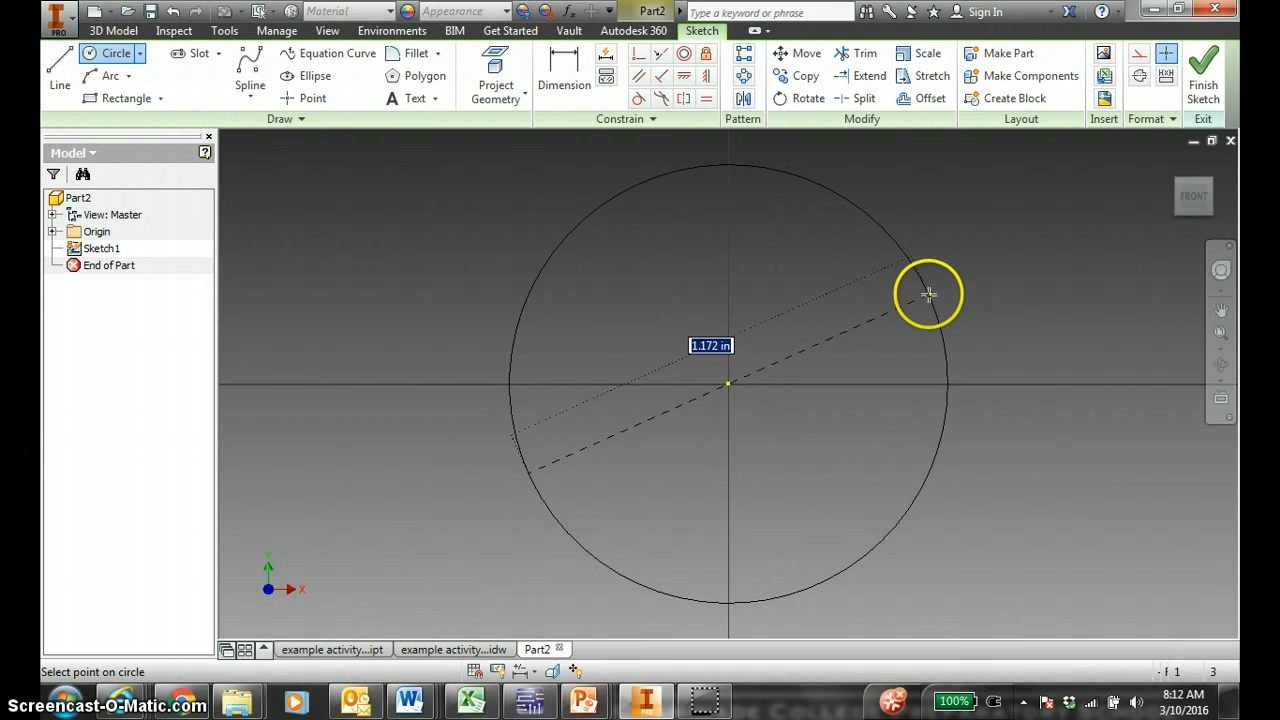 PRO
Material
Appearance
Part2
Type a keyword or phrase
Sign In
3D Model Inspect Tools Manage View Environments BIM Get Started Vault Autodesk 360 Sketch
Line
Circle
Arc
Rectangle
Slot
Spline
Equation Curve
Ellipse
Point
Fillet
Polygon
Text
Project Geometry
Dimension
Move
Copy
Rotate
Trim
Extend
Split
Scale
Stretch
Offset
Make Part
Make Components
Create Block
Finish Sketch
Draw Constrain Pattern Modify Layout Insert Format Exit
Model
Part2
View: Master
Origin
Sketch1
End of Part
FRONT
1.172 in
Y
X
example activity...ipt example activity...idw Part2
Select point on circle
1 3
Screencast-O-Matic.com
100%
8:12 AM
3/10/2016